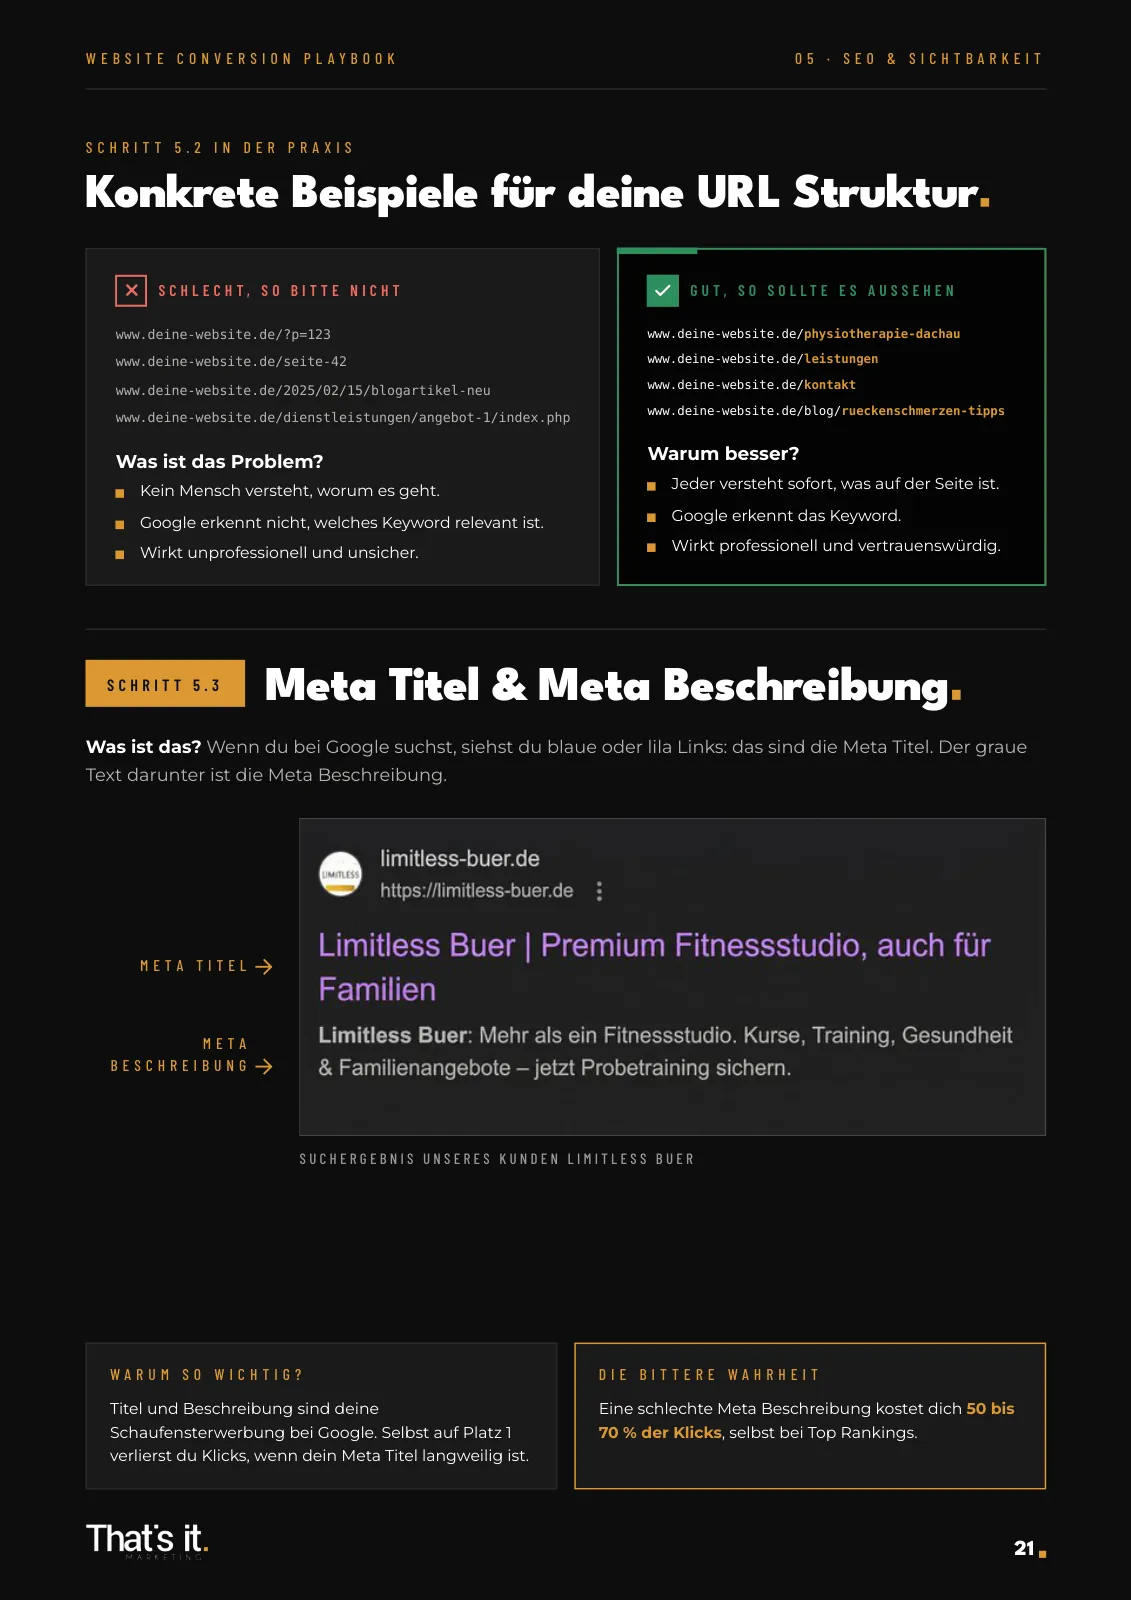 WEBSITE CONVERSION PLAYBOOK
05 · SEO & SICHTBARKEIT
SCHRITT 5.2 IN DER PRAXIS
Konkrete Beispiele für deine URL Struktur.
SCHLECHT, SO BITTE NICHT
www.deine-website.de/?p=123
www.deine-website.de/seite-42
www.deine-website.de/2025/02/15/blogartikel-neu
www.deine-website.de/dienstleistungen/angebot-1/index.php
Was ist das Problem?
Kein Mensch versteht, worum es geht.
Google erkennt nicht, welches Keyword relevant ist.
Wirkt unprofessionell und unsicher.
GUT, SO SOLLTE ES AUSSEHEN
www.deine-website.de/physiotherapie-dachau
www.deine-website.de/leistungen
www.deine-website.de/kontakt
www.deine-website.de/blog/rueckenschmerzen-tipps
Warum besser?
Jeder versteht sofort, was auf der Seite ist.
Google erkennt das Keyword.
Wirkt professionell und vertrauenswürdig.
SCHRITT 5.3
Meta Titel & Meta Beschreibung.
Was ist das? Wenn du bei Google suchst, siehst du blaue oder lila Links: das sind die Meta Titel. Der graue
Text darunter ist die Meta Beschreibung.
META TITEL →
META
BESCHREIBUNG →
LIMITLESS
limitless-buer.de
https://limitless-buer.de
Limitless Buer | Premium Fitnessstudio, auch für
Familien
Limitless Buer: Mehr als ein Fitnessstudio. Kurse, Training, Gesundheit
& Familienangebote – jetzt Probetraining sichern.
SUCHERGEBNIS UNSERES KUNDEN LIMITLESS BUER
WARUM SO WICHTIG?
Titel und Beschreibung sind deine
Schaufensterwerbung bei Google. Selbst auf Platz 1
verlierst du Klicks, wenn dein Meta Titel langweilig ist.
DIE BITTERE WAHRHEIT
Eine schlechte Meta Beschreibung kostet dich 50 bis
70 % der Klicks, selbst bei Top Rankings.
That's it.
MARKETING
21